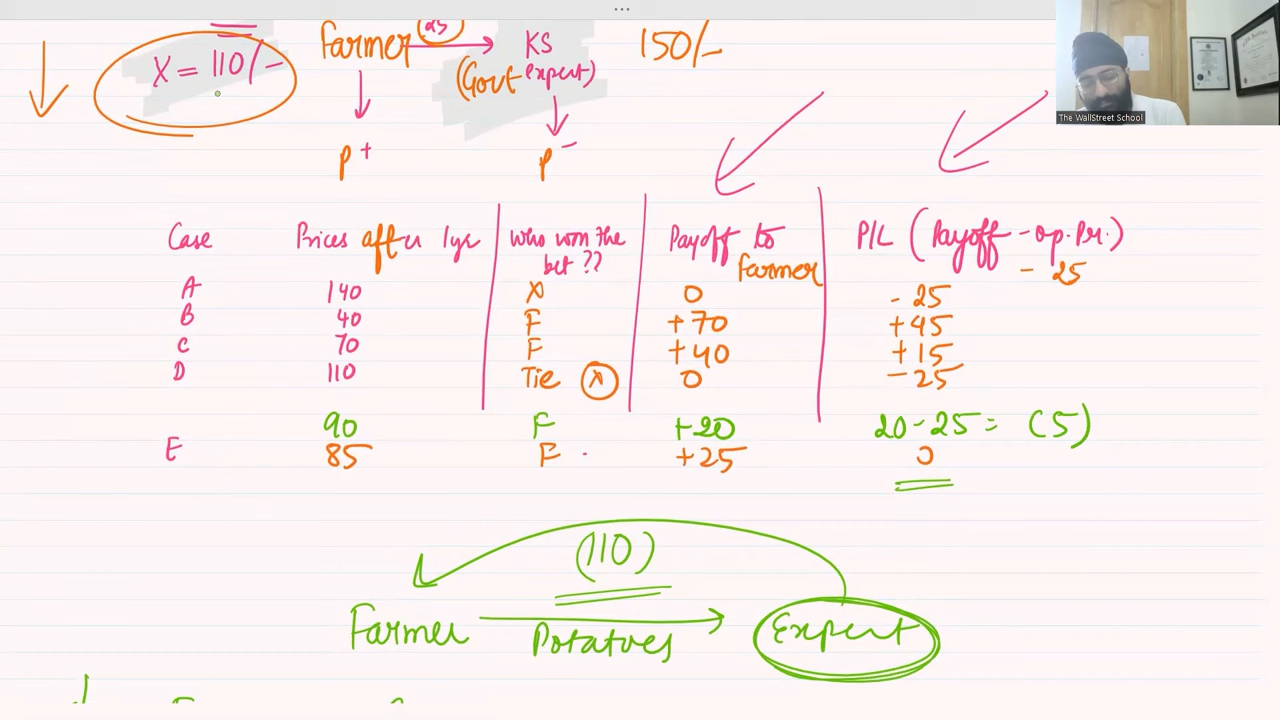 Farmer 25 KS 150/-
X = 110/-
(Govt expert)
P+ P-
The WallStreet School
Case Prices after 1yr Who won the bet ?? Payoff to farmer P/L (Payoff - op.Pr.)
- 25
A 140 X 0 - 25
B 40 F +70 +45
C 70 F +40 +15
D 110 Tie X 0 - 25
90 F +20 20 - 25 = (5)
E 85 F +25 0
(110)
Farmer Potatoes Expert